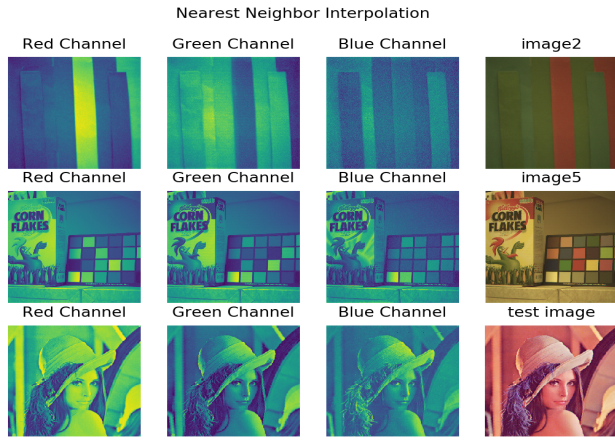 Nearest Neighbor Interpolation
Red Channel Green Channel Blue Channel image2
Red Channel Green Channel Blue Channel image5
CORN FLAKES CORN FLAKES CORN FLAKES CORN FLAKES
Red Channel Green Channel Blue Channel test image